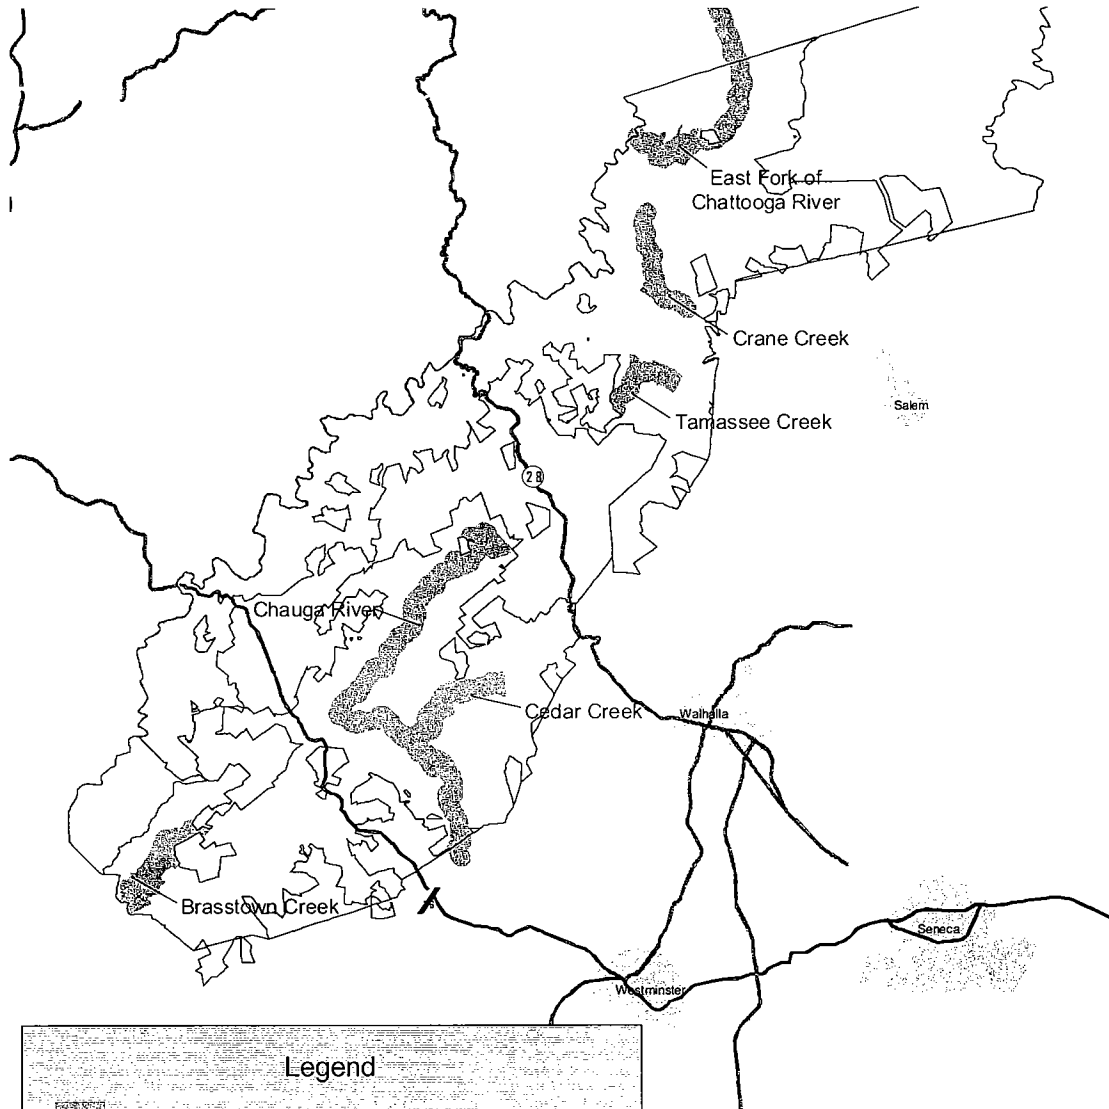 East Fork of
Chattooga River
Crane Creek
Salem
Tamassee Creek
28
Chauga River
Cedar Creek
Walhalla
Brasstown Creek
Seneca
Westminster
Legend